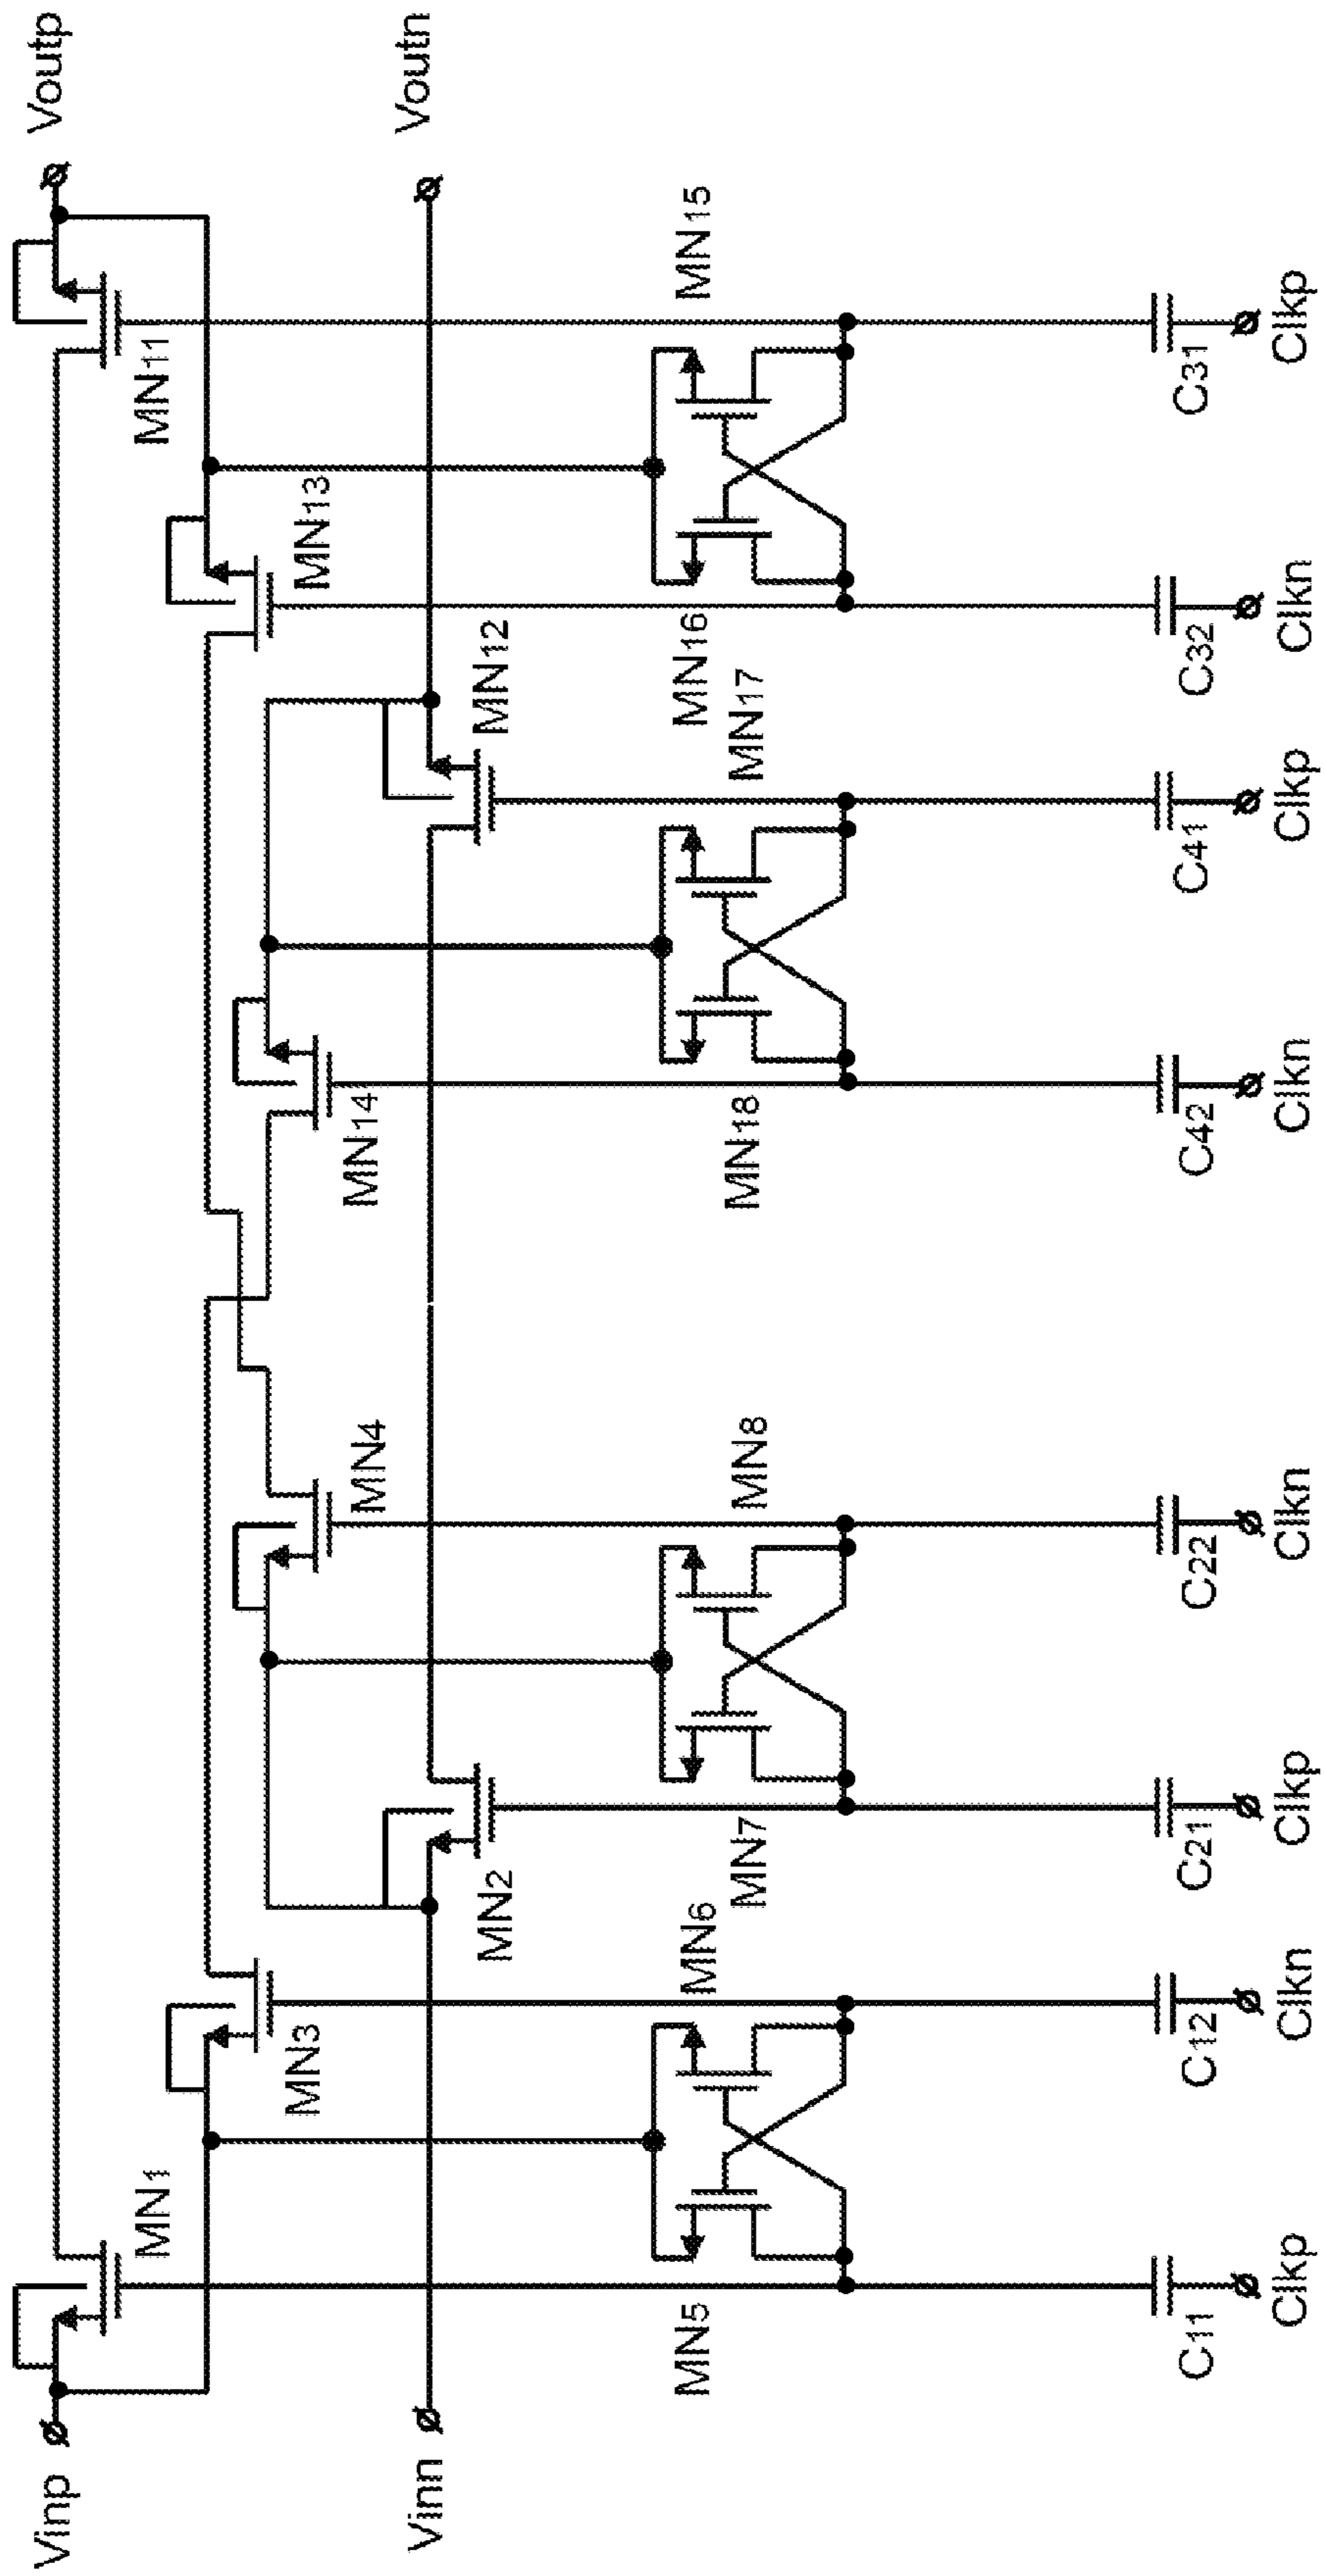 Vinp
Voutp
MN1
MN11
MN3
MN13
MN4
MN14
Vinn
Voutn
MN2
MN12
MN5
MN6
MN7
MN8
MN18
MN17
MN16
MN15
C11
C12
C21
C22
C42
C41
C32
C31
Clkp
Clkn
Clkp
Clkn
Clkn
Clkp
Clkn
Clkp